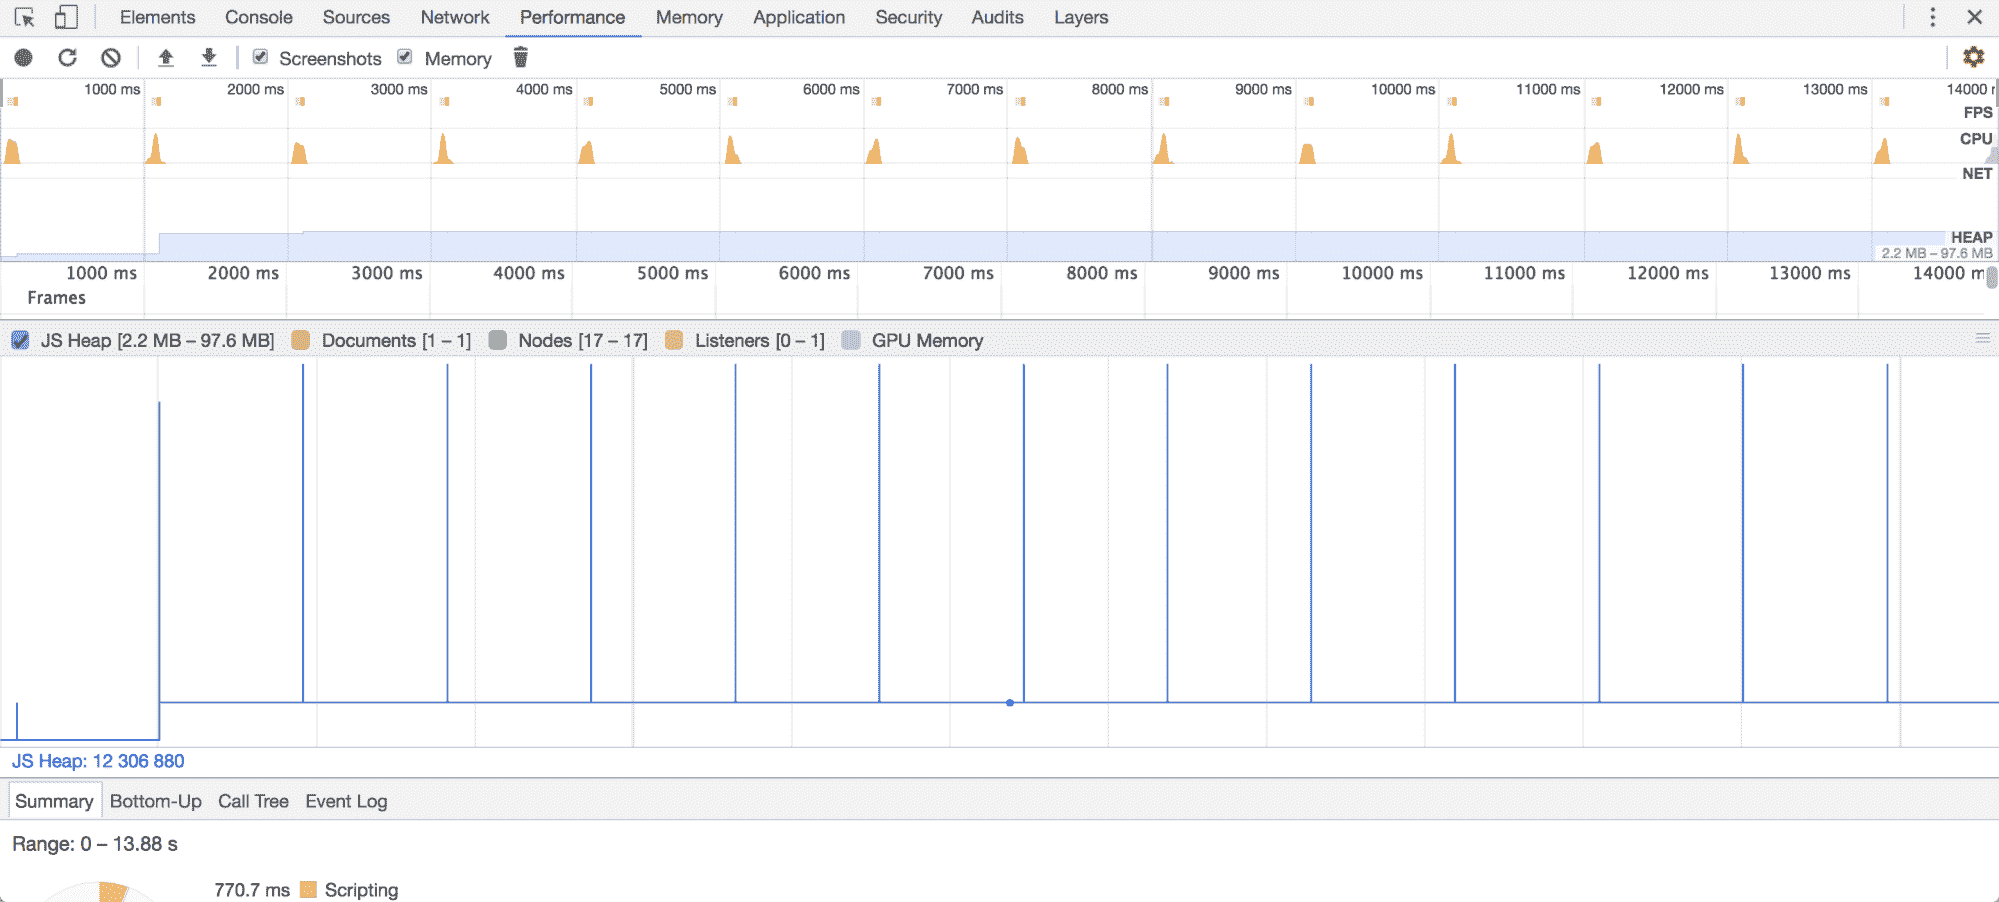 Elements Console Sources Network Performance Memory Application Security Audits Layers
Screenshots Memory
1000 ms 2000 ms 3000 ms 4000 ms 5000 ms 6000 ms 7000 ms 8000 ms 9000 ms 10000 ms 11000 ms 12000 ms 13000 ms 14000 r
FPS
CPU
NET
HEAP
2.2 MB – 97.6 MB
1000 ms 2000 ms 3000 ms 4000 ms 5000 ms 6000 ms 7000 ms 8000 ms 9000 ms 10000 ms 11000 ms 12000 ms 13000 ms 14000 m
Frames
JS Heap [2.2 MB – 97.6 MB] Documents [1 – 1] Nodes [17 – 17] Listeners [0 – 1] GPU Memory
JS Heap: 12 306 880
Summary Bottom-Up Call Tree Event Log
Range: 0 – 13.88 s
770.7 ms Scripting